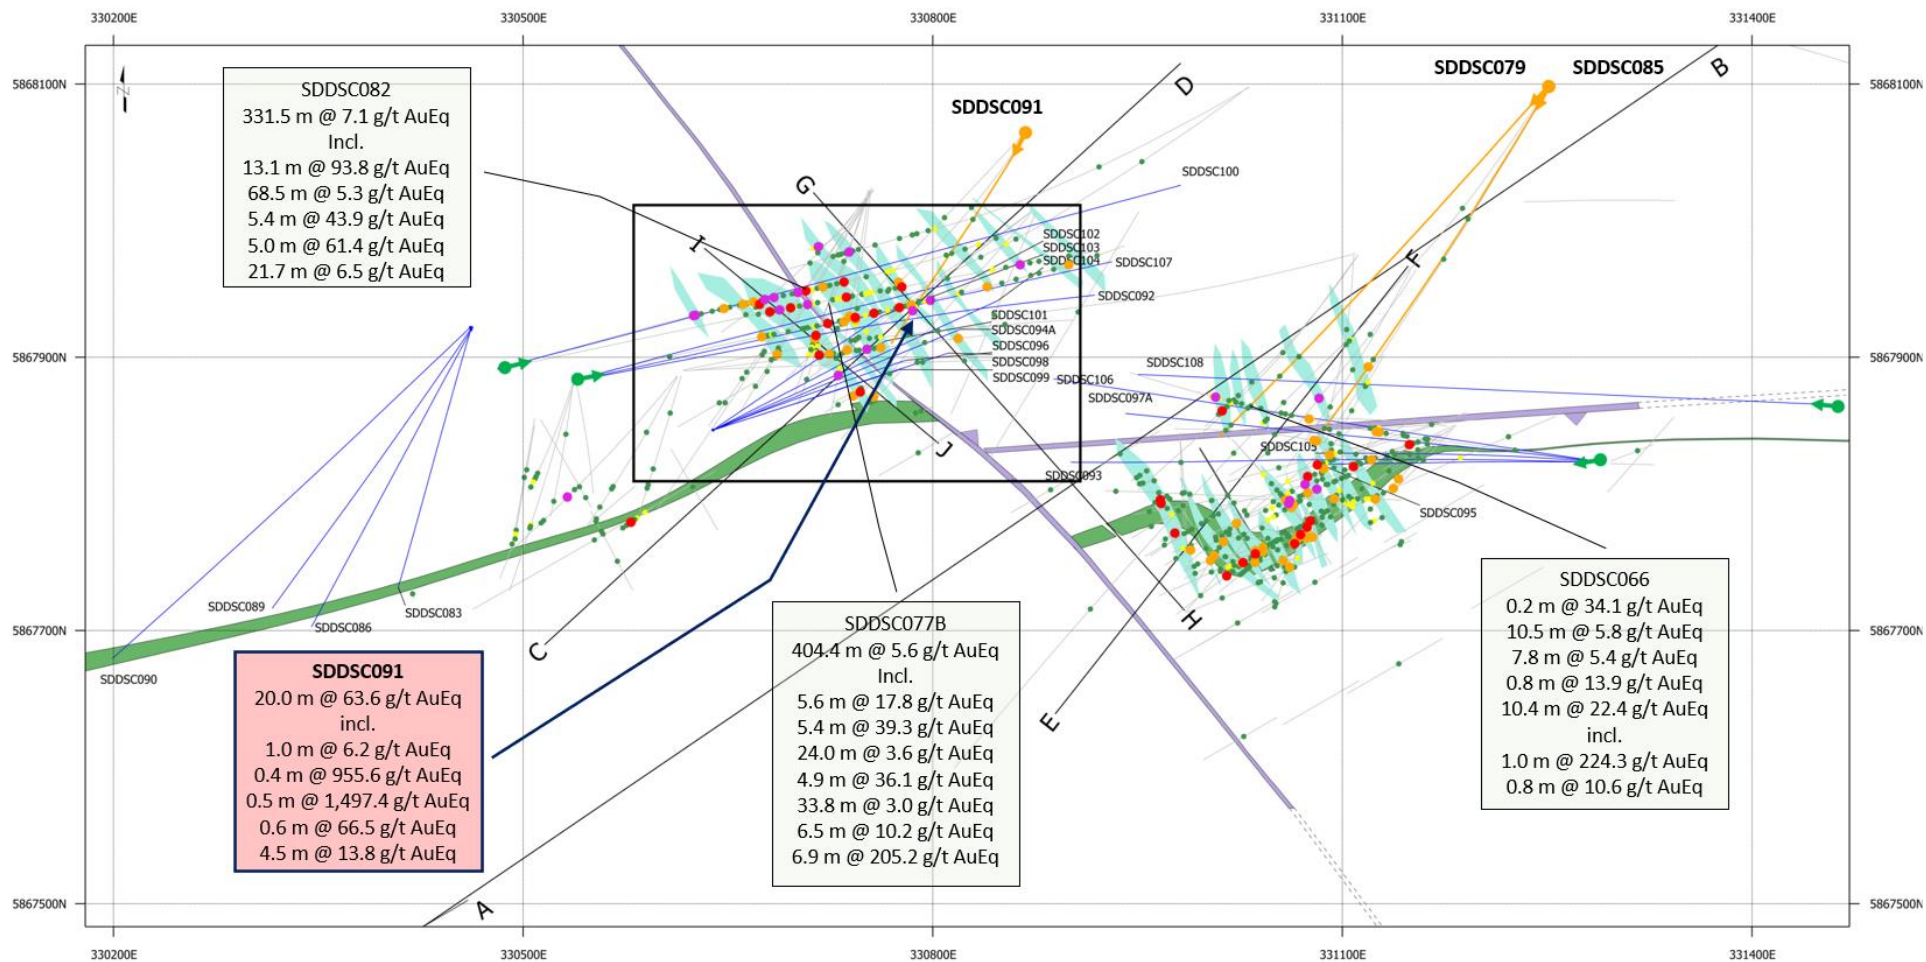 330200E
330500E
330800E
331100E
331400E
5868100N
5868100N
N
SDDSC079
SDDSC085
B
SDDSC082
331.5 m @ 7.1 g/t AuEq
Incl.
13.1 m @ 93.8 g/t AuEq
68.5 m @ 5.3 g/t AuEq
5.4 m @ 43.9 g/t AuEq
5.0 m @ 61.4 g/t AuEq
21.7 m @ 6.5 g/t AuEq
D
SDDSC091
SDDSC100
G
I
SDDSC102
SDDSC103
SDDSC104
SDDSC107
F
SDDSC092
SDDSC101
SDDSC094A
SDDSC096
SDDSC098
SDDSC099
SDDSC106
SDDSC108
5867900N
5867900N
SDDSC097A
J
SDDSC105
SDDSC093
SDDSC095
SDDSC089
SDDSC083
SDDSC086
5867700N
5867700N
SDDSC090
C
H
E
SDDSC091
20.0 m @ 63.6 g/t AuEq
incl.
1.0 m @ 6.2 g/t AuEq
0.4 m @ 955.6 g/t AuEq
0.5 m @ 1,497.4 g/t AuEq
0.6 m @ 66.5 g/t AuEq
4.5 m @ 13.8 g/t AuEq
SDDSC077B
404.4 m @ 5.6 g/t AuEq
Incl.
5.6 m @ 17.8 g/t AuEq
5.4 m @ 39.3 g/t AuEq
24.0 m @ 3.6 g/t AuEq
4.9 m @ 36.1 g/t AuEq
33.8 m @ 3.0 g/t AuEq
6.5 m @ 10.2 g/t AuEq
6.9 m @ 205.2 g/t AuEq
SDDSC066
0.2 m @ 34.1 g/t AuEq
10.5 m @ 5.8 g/t AuEq
7.8 m @ 5.4 g/t AuEq
0.8 m @ 13.9 g/t AuEq
10.4 m @ 22.4 g/t AuEq
incl.
1.0 m @ 224.3 g/t AuEq
0.8 m @ 10.6 g/t AuEq
A
5867500N
5867500N
330200E
330500E
330800E
331100E
331400E